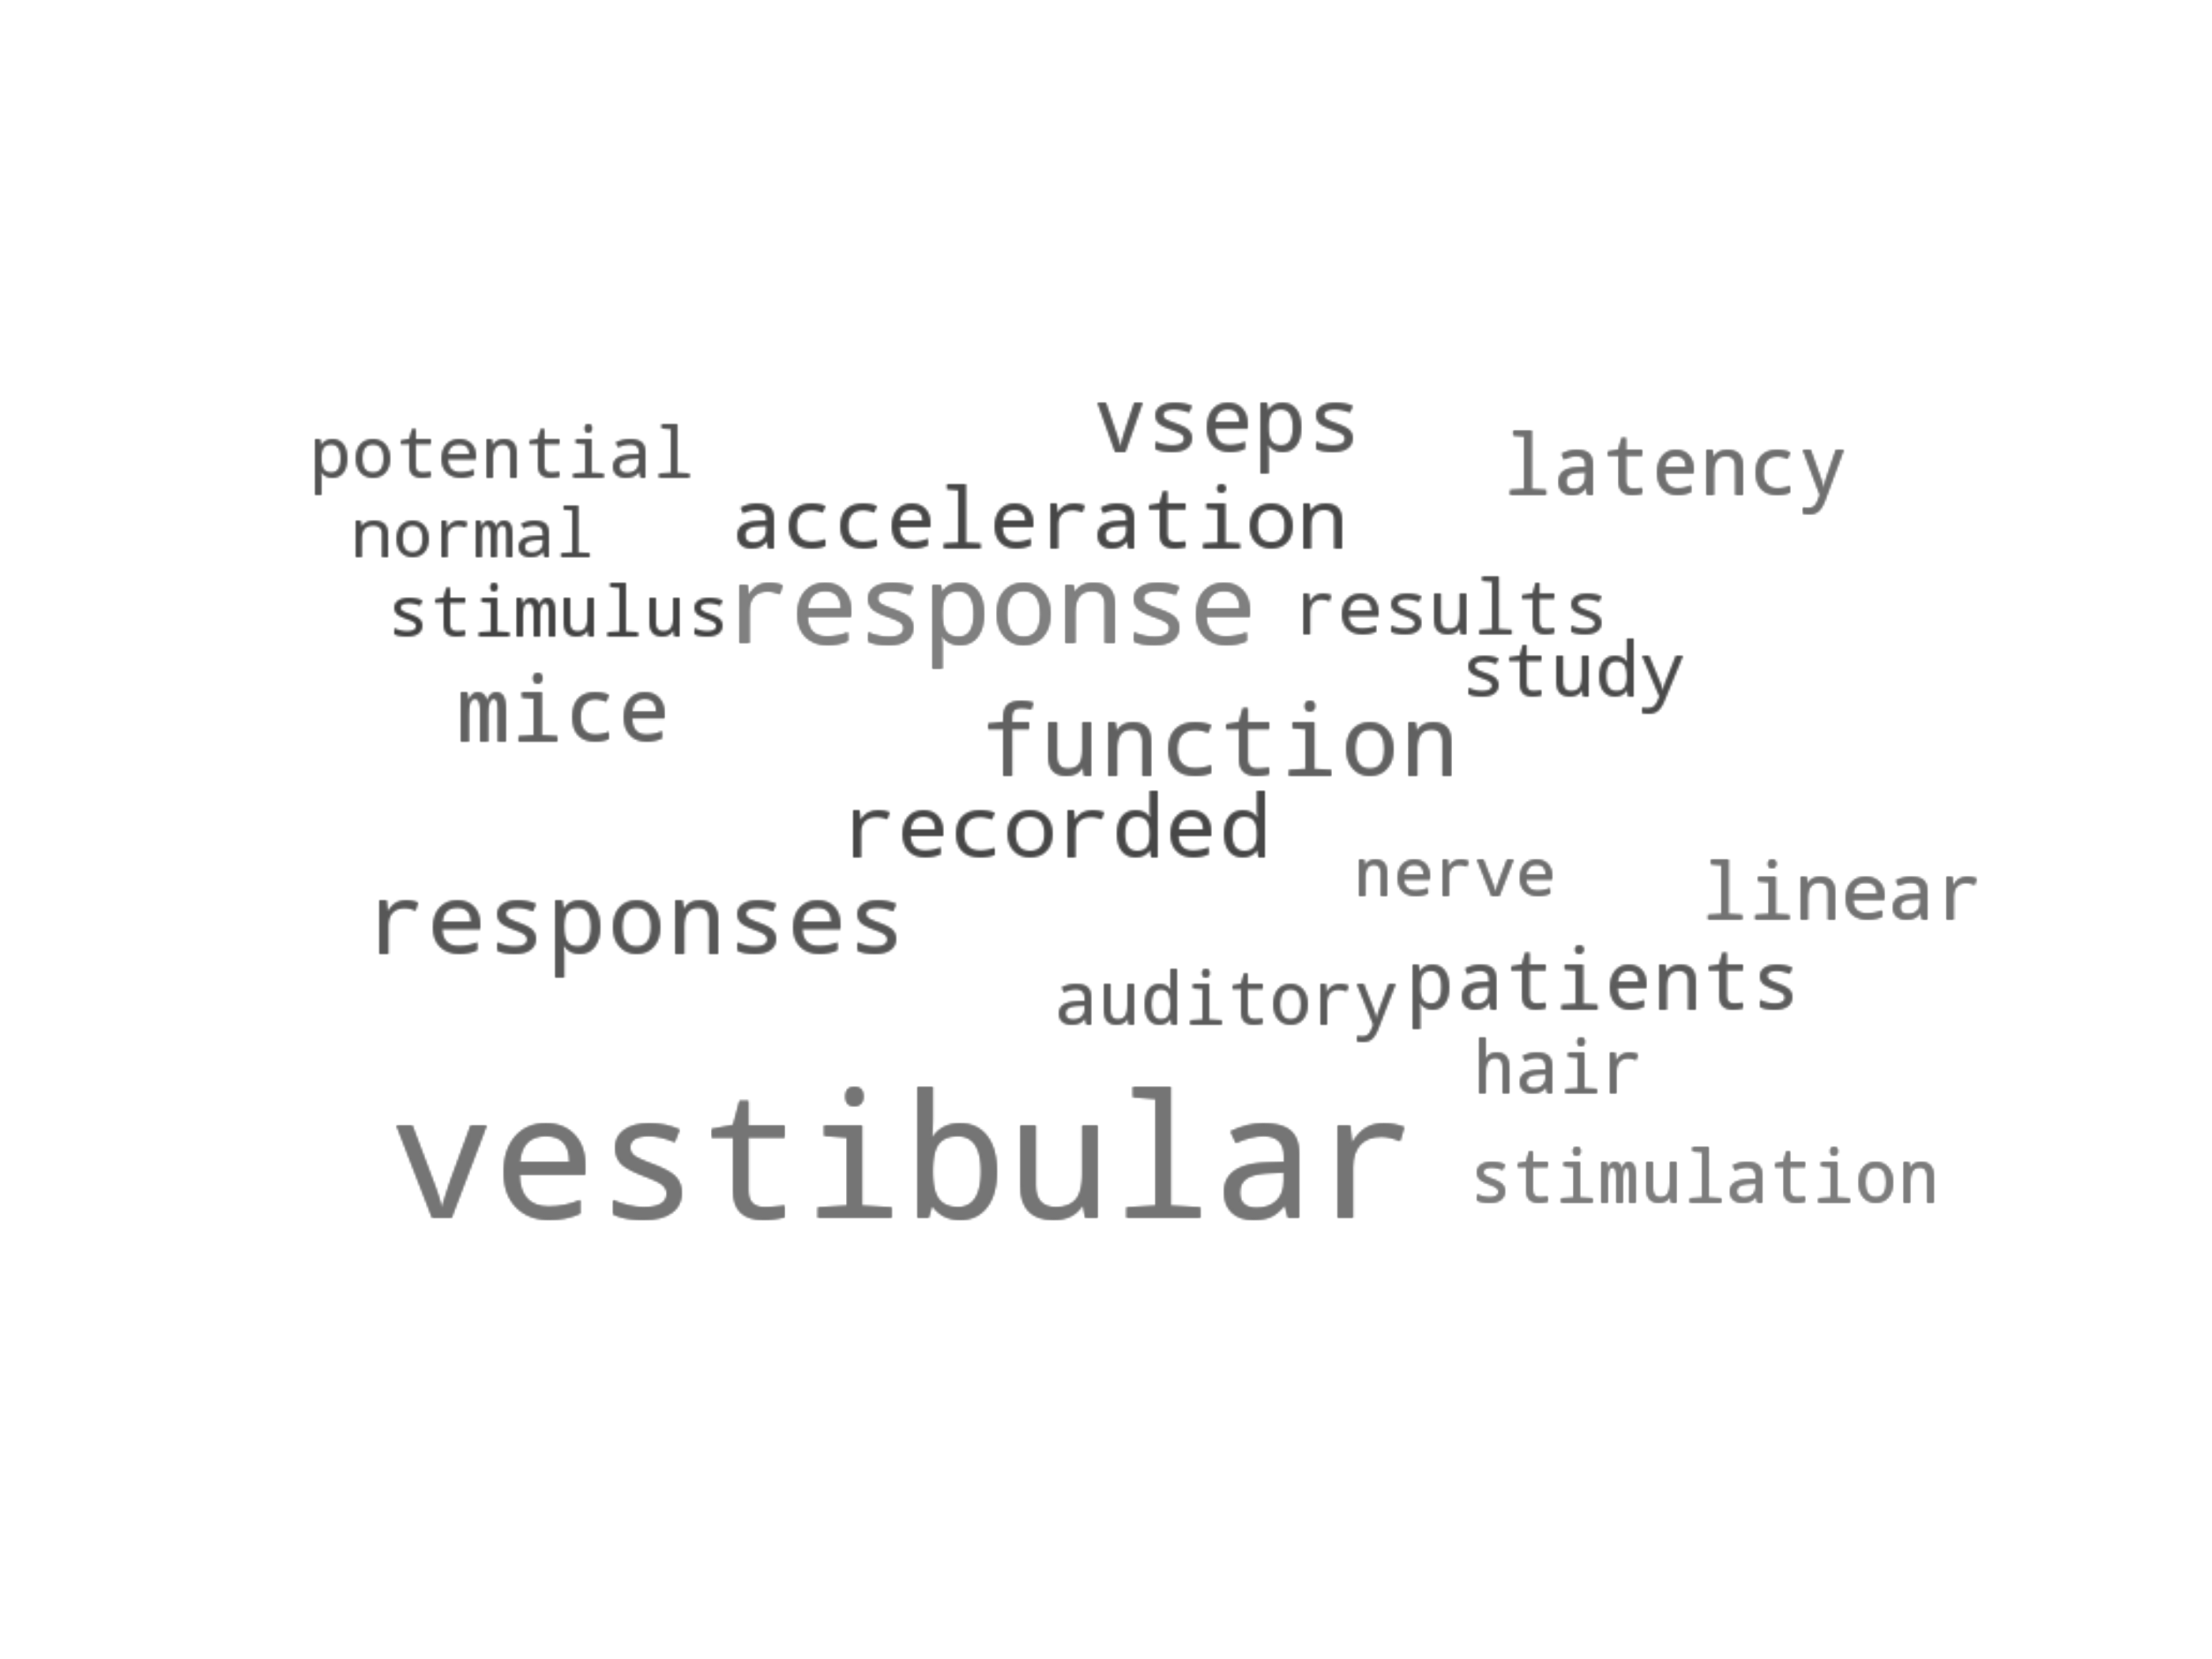 vseps
potential
latency
acceleration
normal
stimulus response results
study
mice
function
recorded
nerve linear
responses
auditory patients
hair
vestibular stimulation